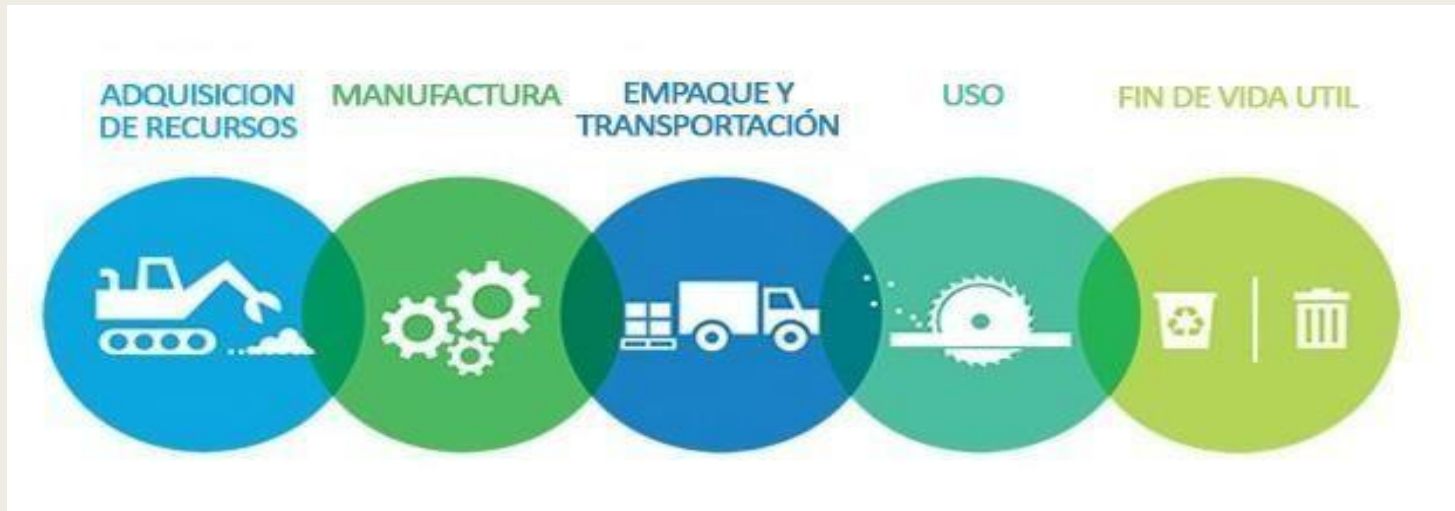 ADQUISICION
DE RECURSOS
MANUFACTURA
EMPAQUE Y
TRANSPORTACIÓN
USO
FIN DE VIDA UTIL